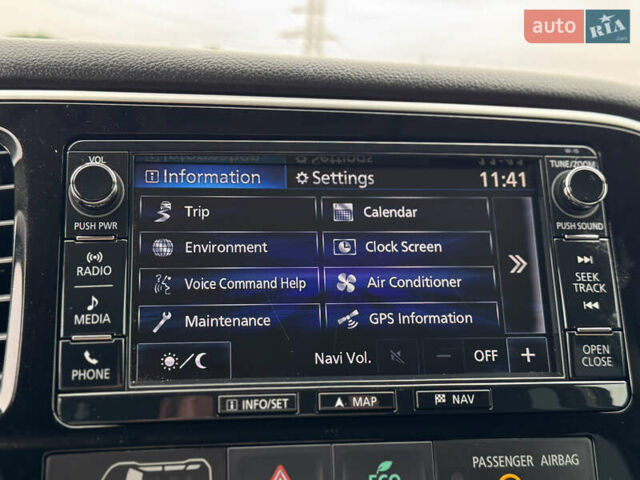 auto RIA
.com
VOL
TUNE/ZOOM
Information Settings 11:41
PUSH PWR
PUSH SOUND
Trip Calendar
Environment Clock Screen
Voice Command Help Air Conditioner
Maintenance GPS Information
RADIO
MEDIA
PHONE
SEEK
TRACK
OPEN
CLOSE
Navi Vol. − OFF +
INFO/SET MAP NAV
ECO
PASSENGER AIRBAG